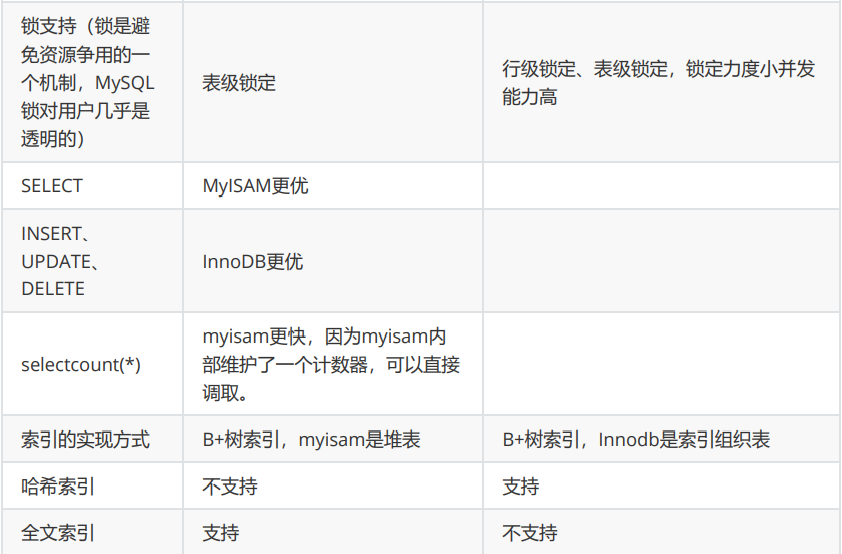 锁支持（锁是避
免资源争用的一
个机制，MySQL
锁对用户几乎是
透明的）
表级锁定
行级锁定、表级锁定，锁定力度小并发
能力高
SELECT
MyISAM更优
INSERT、
UPDATE、
DELETE
InnoDB更优
selectcount(*)
myisam更快，因为myisam内
部维护了一个计数器，可以直接
调取。
索引的实现方式
B+树索引，myisam是堆表
B+树索引，Innodb是索引组织表
哈希索引
不支持
支持
全文索引
支持
不支持